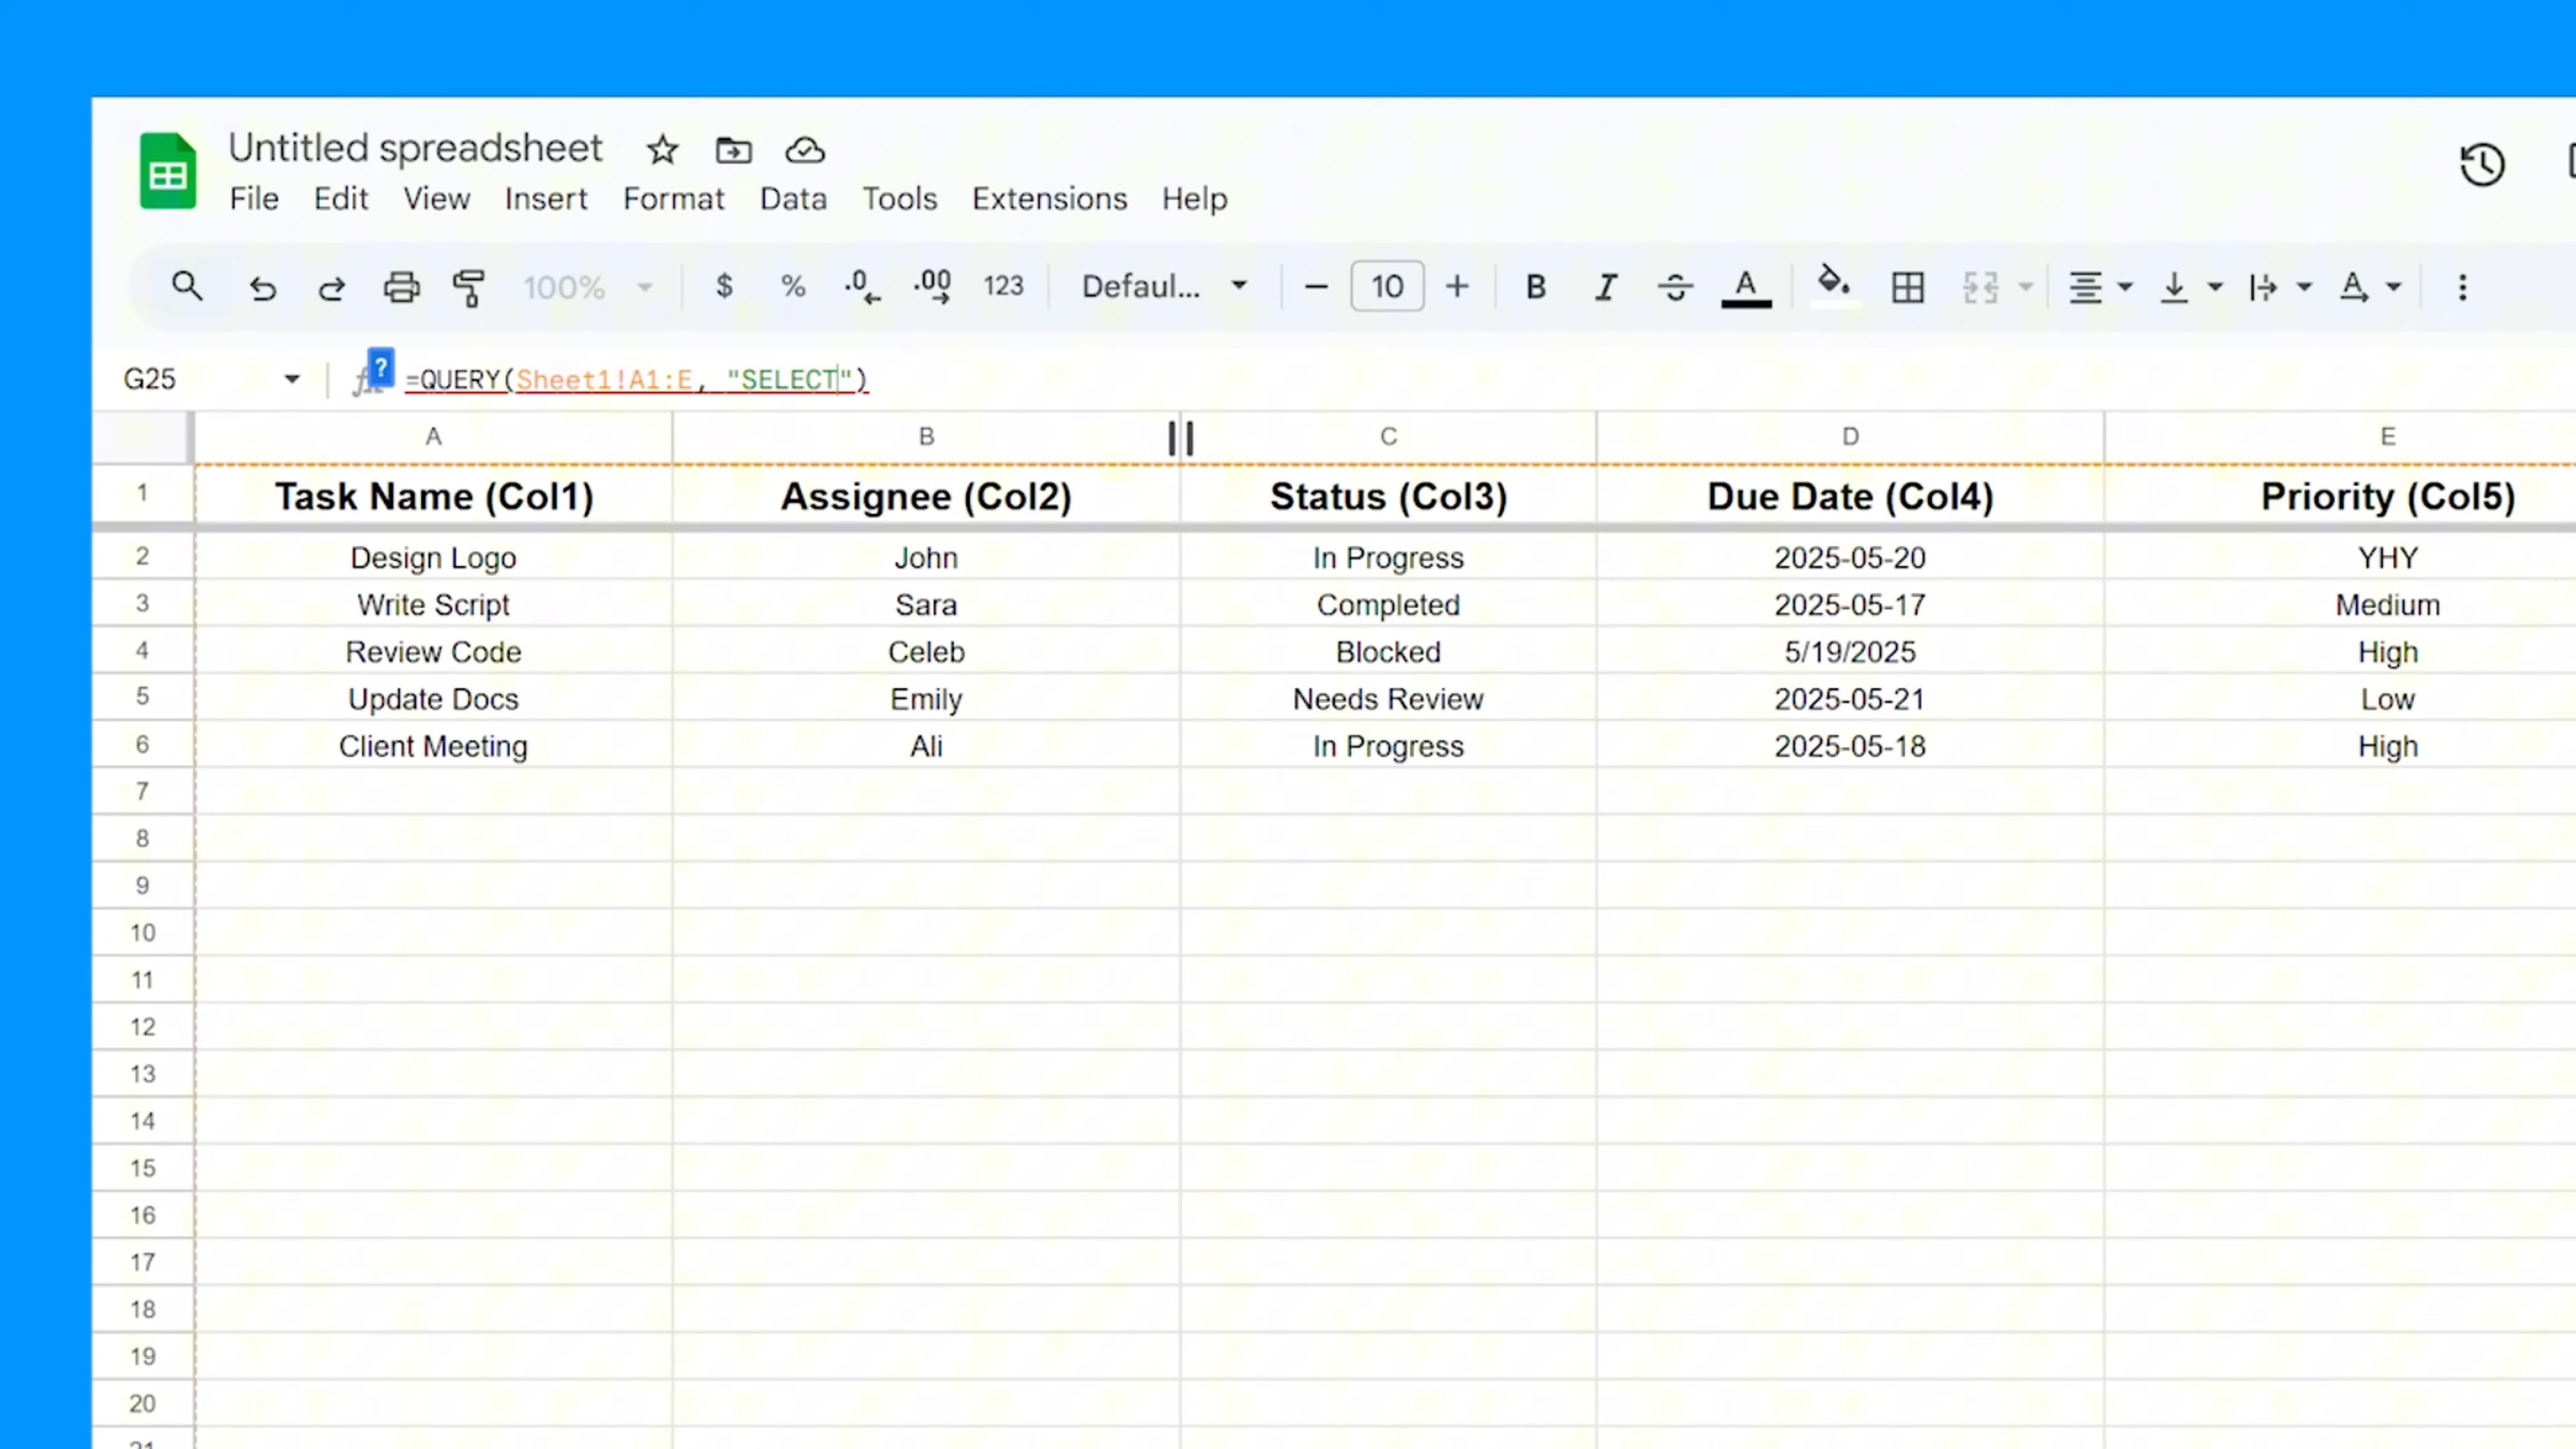 Untitled spreadsheet
File Edit View Insert Format Data Tools Extensions Help
100% $ % .0 .00 123 Defaul... 10 B I A A
G25 ? =QUERY(Sheet1!A1:E, "SELECT")
A B C D E
1 Task Name (Col1) Assignee (Col2) Status (Col3) Due Date (Col4) Priority (Col5)
2 Design Logo John In Progress 2025-05-20 YHY
3 Write Script Sara Completed 2025-05-17 Medium
4 Review Code Celeb Blocked 5/19/2025 High
5 Update Docs Emily Needs Review 2025-05-21 Low
6 Client Meeting Ali In Progress 2025-05-18 High
7
8
9
10
11
12
13
14
15
16
17
18
19
20